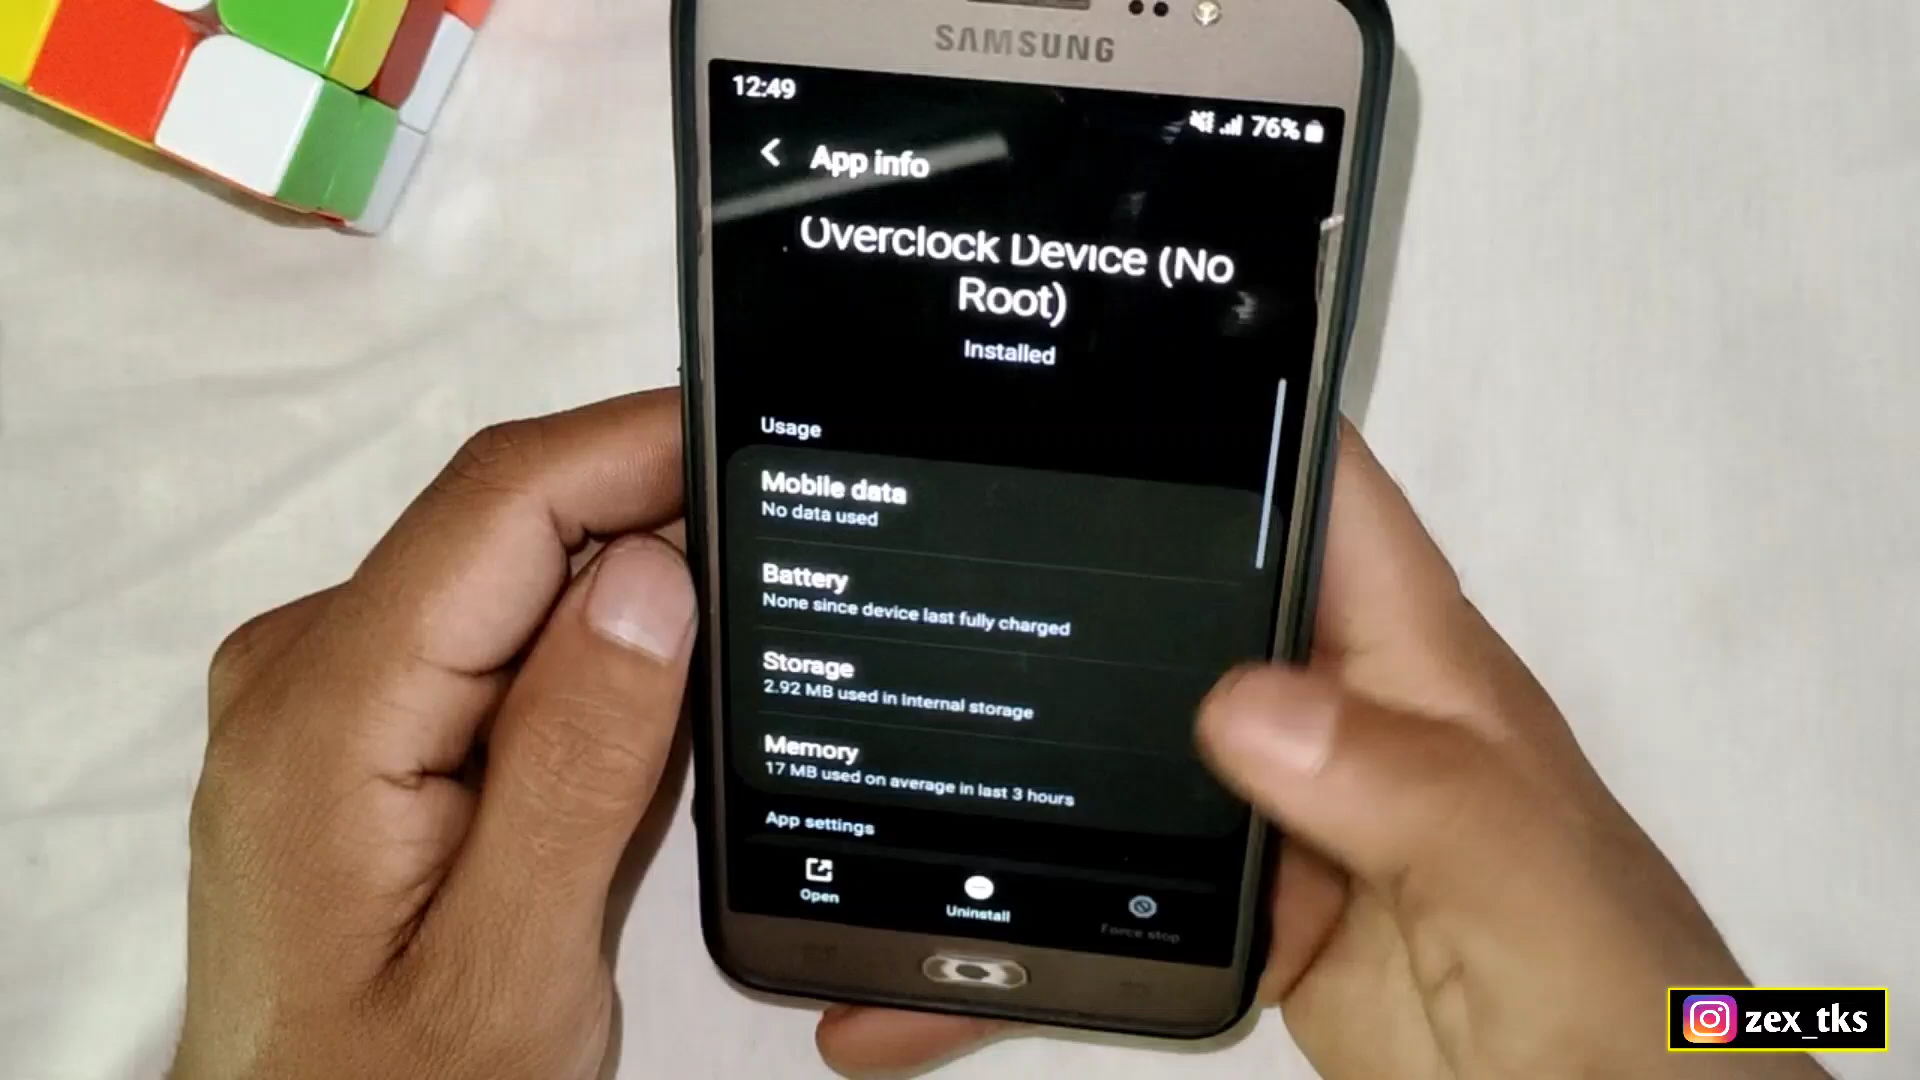 SAMSUNG
12:49
76%
App info
Overclock Device (No
Root)
Installed
Usage
Mobile data
No data used
Battery
None since device last fully charged
Storage
2.92 MB used in Internal storage
Memory
17 MB used on average in last 3 hours
App settings
Open
Uninstall
Force stop
zex_tks